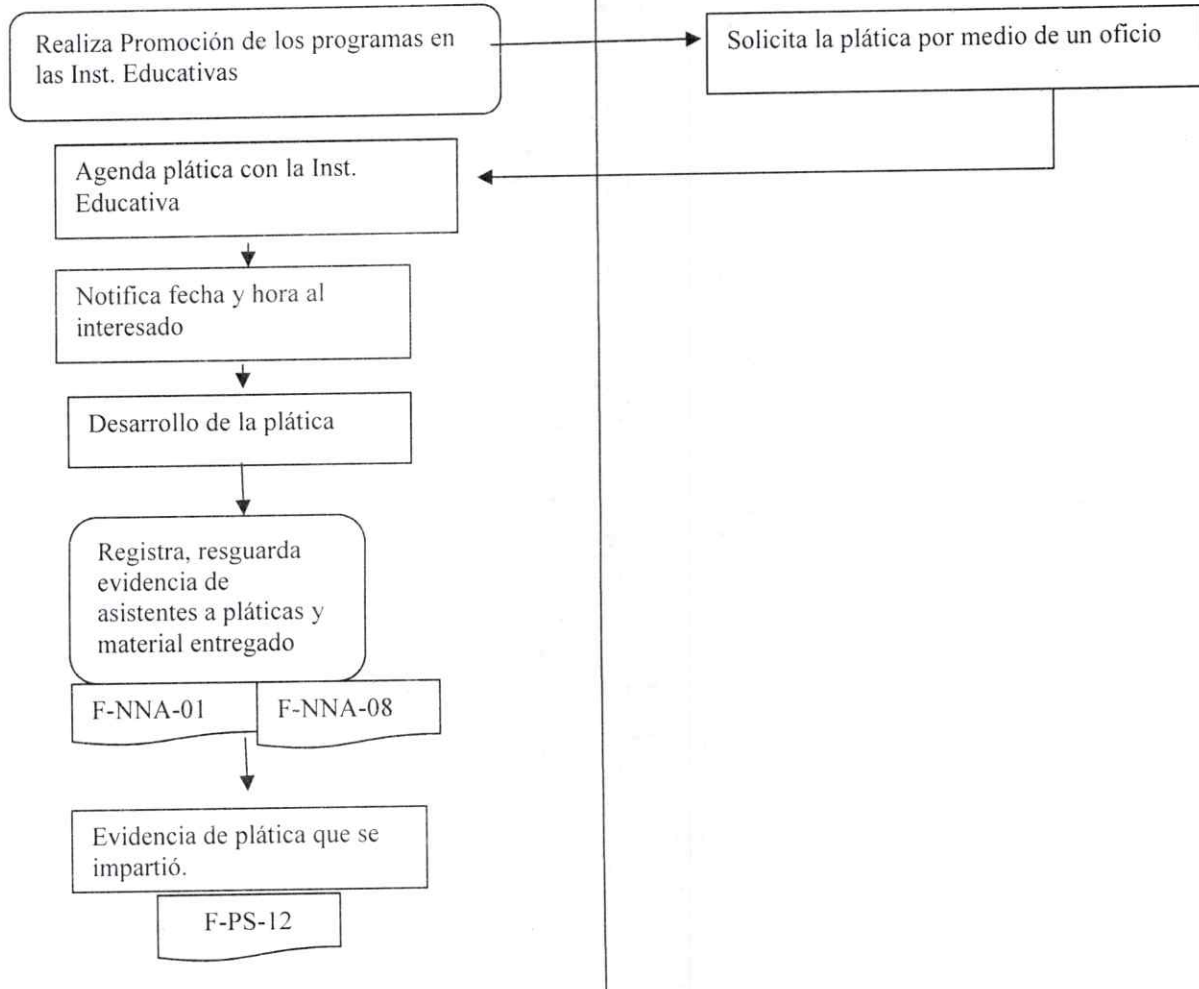 Realiza Promoción de los programas en
las Inst. Educativas
Solicita la plática por medio de un oficio
Agenda plática con la Inst.
Educativa
Notifica fecha y hora al
interesado
Desarrollo de la plática
Registra, resguarda
evidencia de
asistentes a pláticas y
material entregado
F-NNA-01
F-NNA-08
Evidencia de plática que se
impartió.
F-PS-12